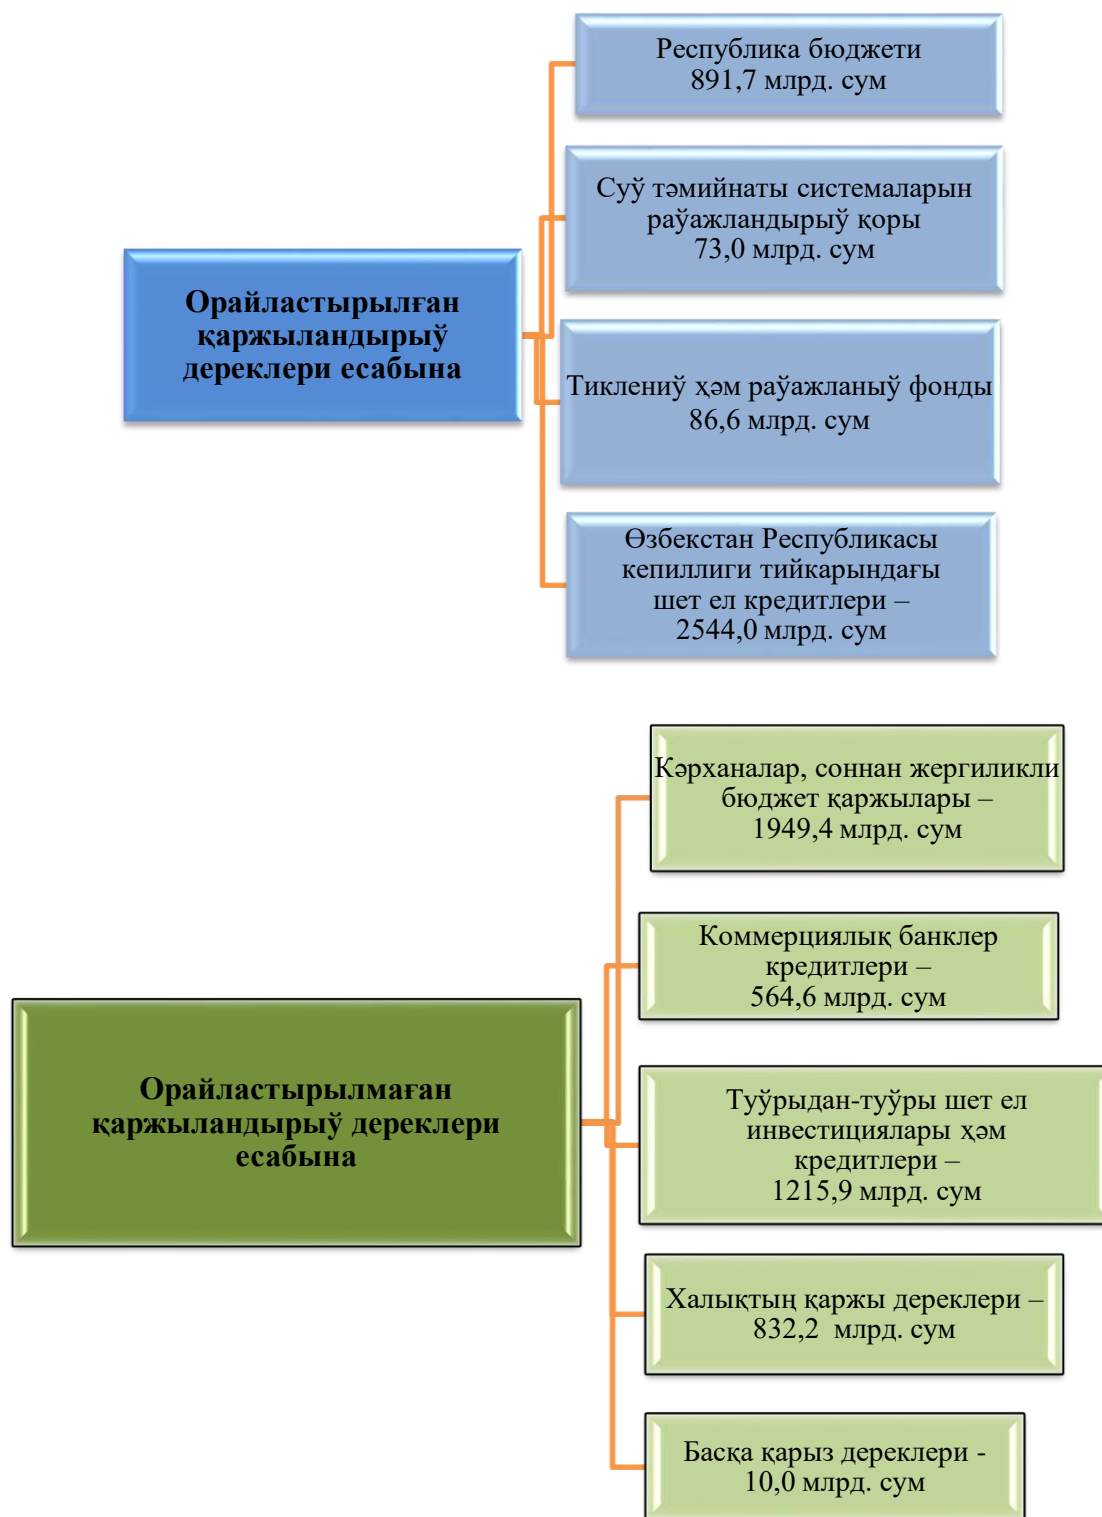 Республика бюджети
891,7 млрд. сум
Суў тәмийнаты системаларын
раўажландырыў қоры
73,0 млрд. сум
Орайластырылған
қаржыландырыў
дереклери есабына
Тиклениў ҳәм раўажланыў фонды
86,6 млрд. сум
Өзбекстан Республикасы
кепиллиги тийкарындағы
шет ел кредитлери –
2544,0 млрд. сум
Кәрханалар, соннан жергиликли
бюджет қаржылары –
1949,4 млрд. сум
Коммерциялық банклер
кредитлери –
564,6 млрд. сум
Орайластырылмаған
қаржыландырыў дереклери
есабына
Туўрыдан-туўры шет ел
инвестициялары ҳәм
кредитлери –
1215,9 млрд. сум
Халықтың қаржы дереклери –
832,2  млрд. сум
Басқа қарыз дереклери -
10,0 млрд. сум